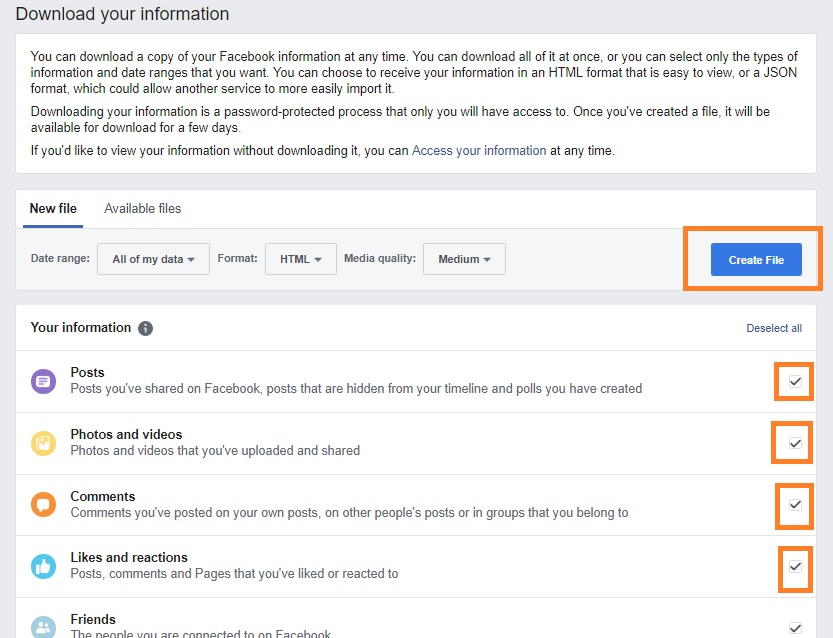 Download your information
You can download a copy of your Facebook information at any time. You can download all of it at once, or you can select only the types of
information and date ranges that you want. You can choose to receive your information in an HTML format that is easy to view, or a JSON
format, which could allow another service to more easily import it.
Downloading your information is a password-protected process that only you will have access to. Once you've created a file, it will be
available for download for a few days.
If you'd like to view your information without downloading it, you can Access your information at any time.
New file Available files
Date range: All of my data Format: HTML Media quality: Medium Create File
Your information Deselect all
Posts
Posts you've shared on Facebook, posts that are hidden from your timeline and polls you have created
Photos and videos
Photos and videos that you've uploaded and shared
Comments
Comments you've posted on your own posts, on other people's posts or in groups that you belong to
Likes and reactions
Posts, comments and Pages that you've liked or reacted to
Friends
The people you are connected to on Facebook